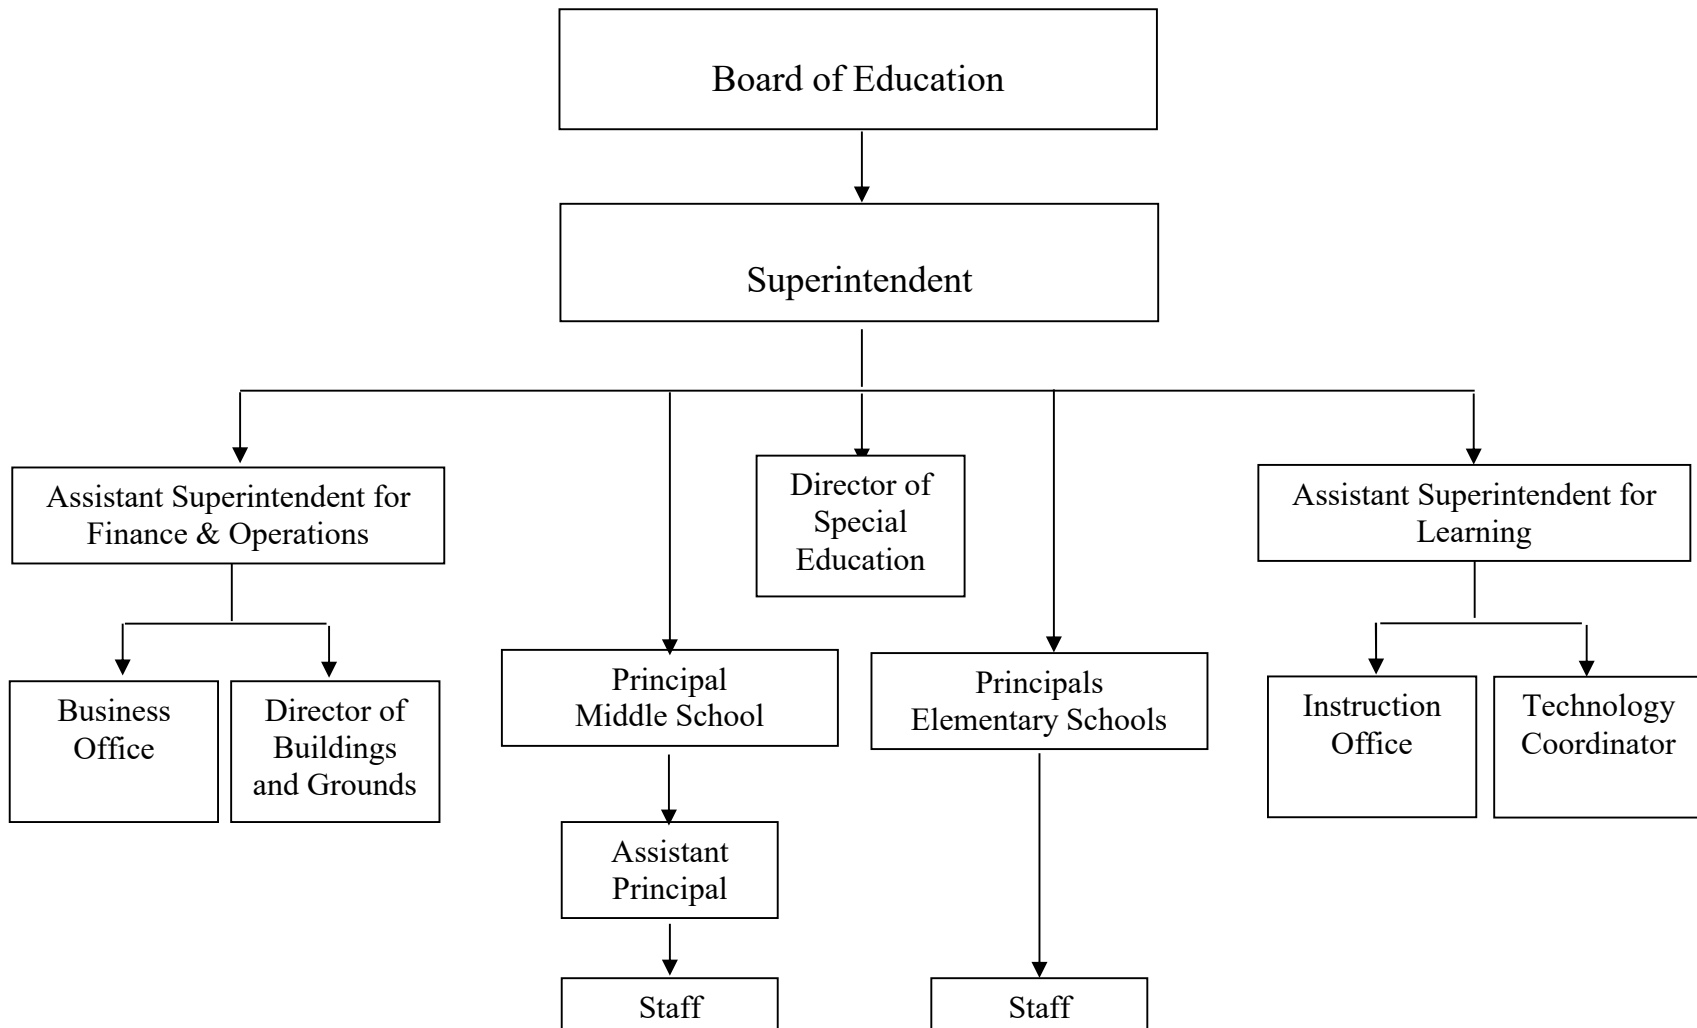 Board of Education
Superintendent
Assistant Superintendent for
Finance & Operations
Director of
Special
Education
Assistant Superintendent for
Learning
Principal
Middle School
Principals
Elementary Schools
Business
Office
Director of
Buildings
and Grounds
Instruction
Office
Technology
Coordinator
Assistant
Principal
Staff
Staff